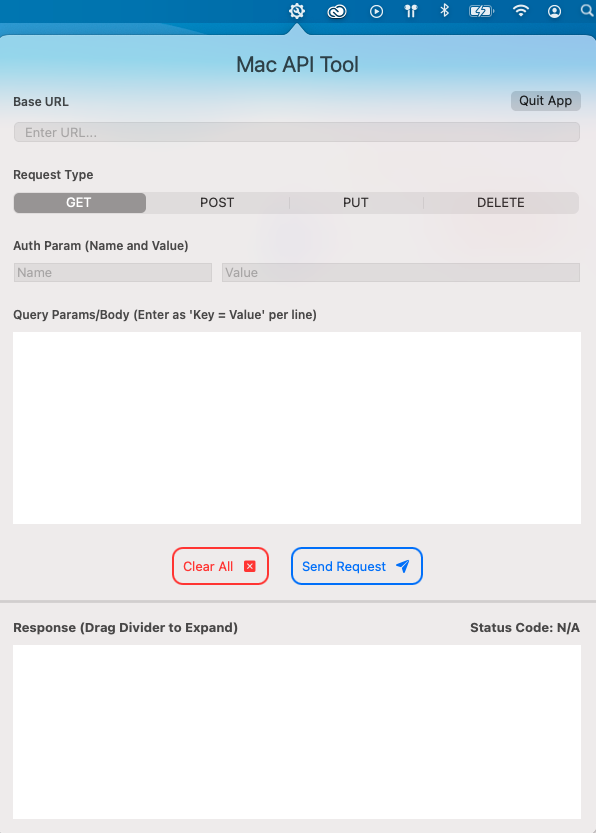 Mac API Tool
Base URL
Quit App
Enter URL...
Request Type
GET POST PUT DELETE
Auth Param (Name and Value)
Name Value
Query Params/Body (Enter as 'Key = Value' per line)
Clear All Send Request
Response (Drag Divider to Expand) Status Code: N/A